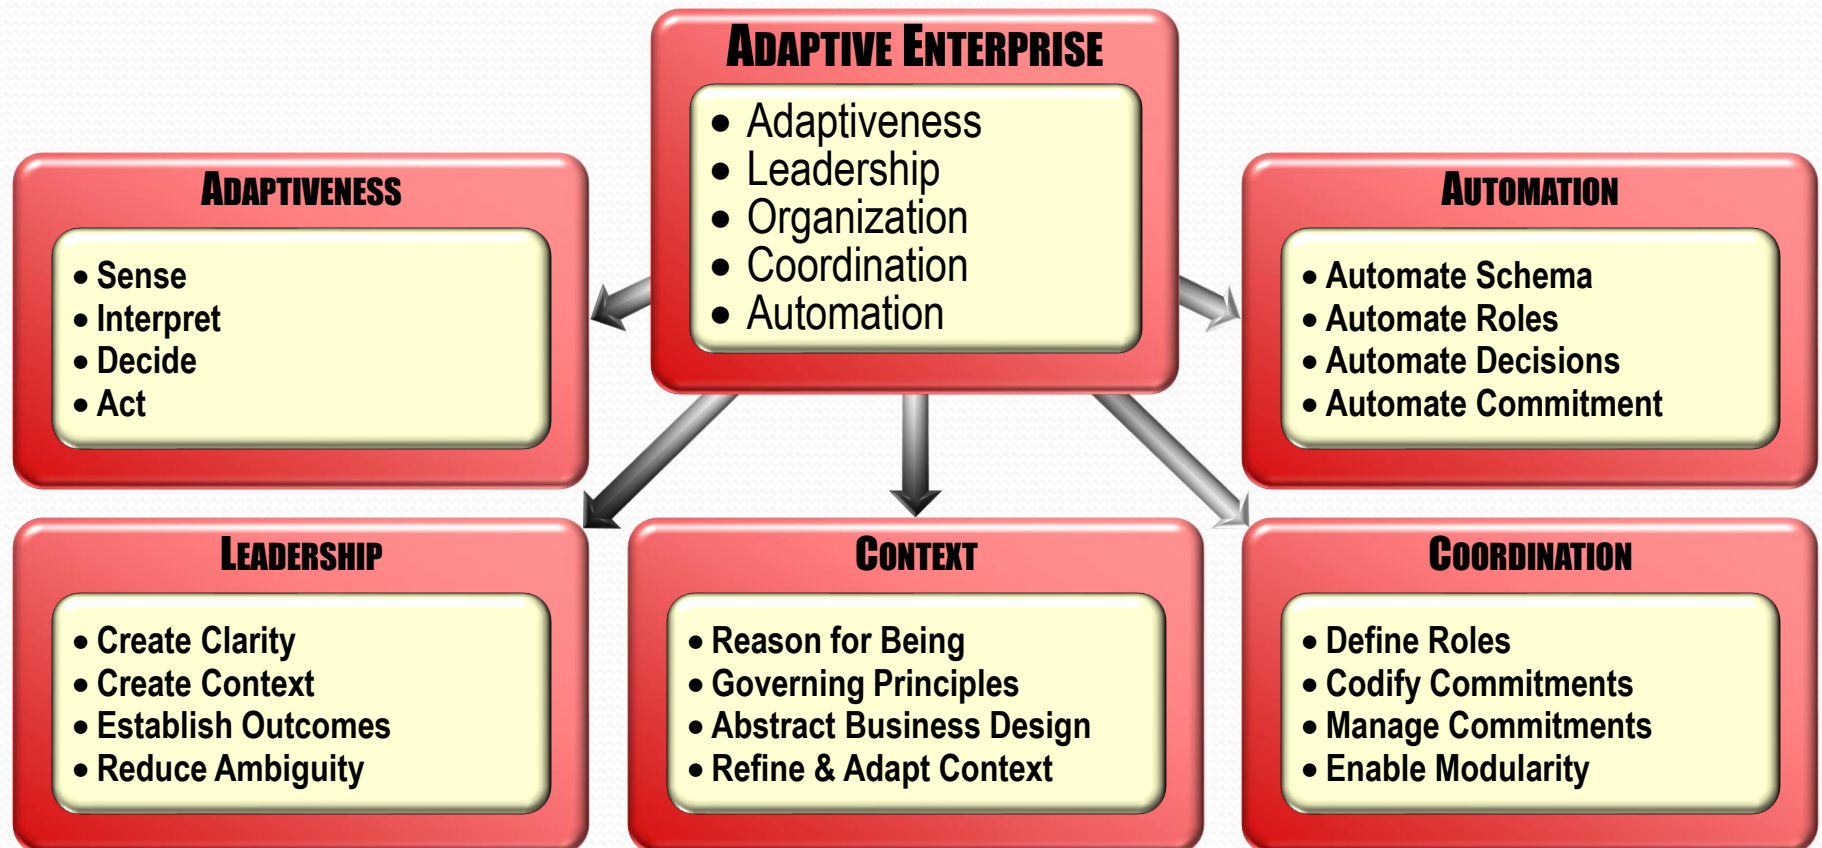 ADAPTIVE ENTERPRISE
• Adaptiveness
• Leadership
• Organization
• Coordination
• Automation
ADAPTIVENESS
• Sense
• Interpret
• Decide
• Act
AUTOMATION
• Automate Schema
• Automate Roles
• Automate Decisions
• Automate Commitment
LEADERSHIP
• Create Clarity
• Create Context
• Establish Outcomes
• Reduce Ambiguity
CONTEXT
• Reason for Being
• Governing Principles
• Abstract Business Design
• Refine & Adapt Context
COORDINATION
• Define Roles
• Codify Commitments
• Manage Commitments
• Enable Modularity